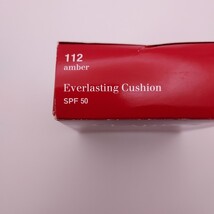 112
amber
Everlasting Cushion
SPF 50